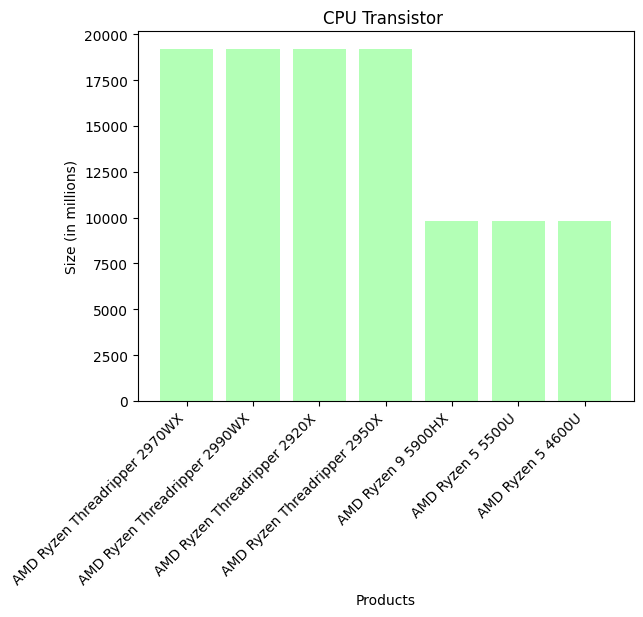 CPU Transistor
Size (in millions)
20000
17500
15000
12500
10000
7500
5000
2500
0
AMD Ryzen Threadripper 2970WX
AMD Ryzen Threadripper 2990WX
AMD Ryzen Threadripper 2920X
AMD Ryzen Threadripper 2950X
AMD Ryzen 9 5900HX
AMD Ryzen 5 5500U
AMD Ryzen 5 4600U
Products